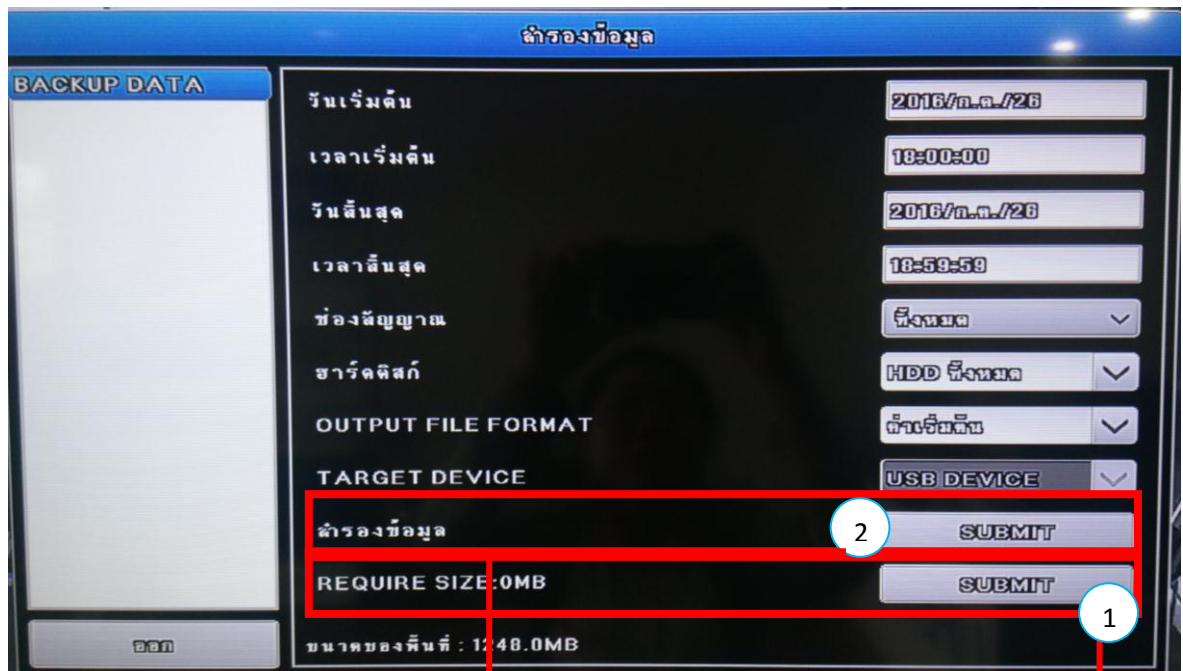 สำรองข้อมูล
BACKUP DATA
วันเริ่มต้น 2016/ก.ค./26
เวลาเริ่มต้น 18:00:00
วันสิ้นสุด 2016/ก.ค./26
เวลาสิ้นสุด 18:59:59
ช่องสัญญาณ ทั้งหมด
ฮาร์ดดิสก์ HDD ทั้งหมด
OUTPUT FILE FORMAT ค่าเริ่มต้น
TARGET DEVICE USB DEVICE
สำรองข้อมูล 2 SUBMIT
REQUIRE SIZE:0MB SUBMIT
1
ออก ขนาดของพื้นที่ : 1248.0MB